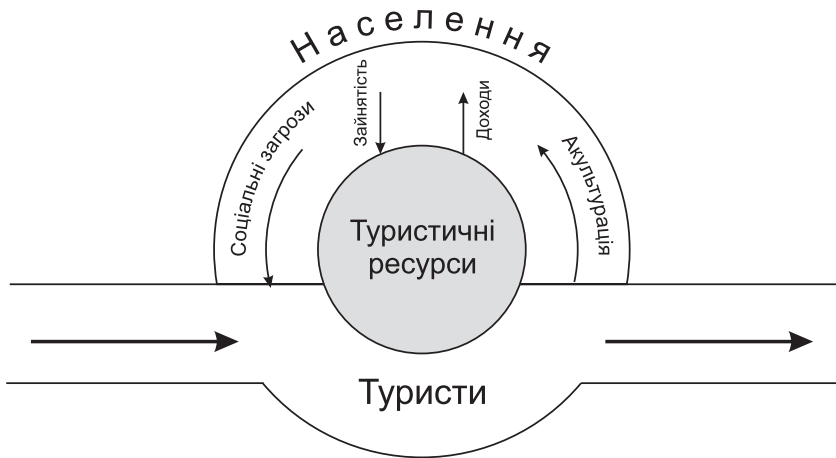 Населення
Соціальні загрози
Зайнятість
Доходи
Акультурація
Туристичні
ресурси
Туристи